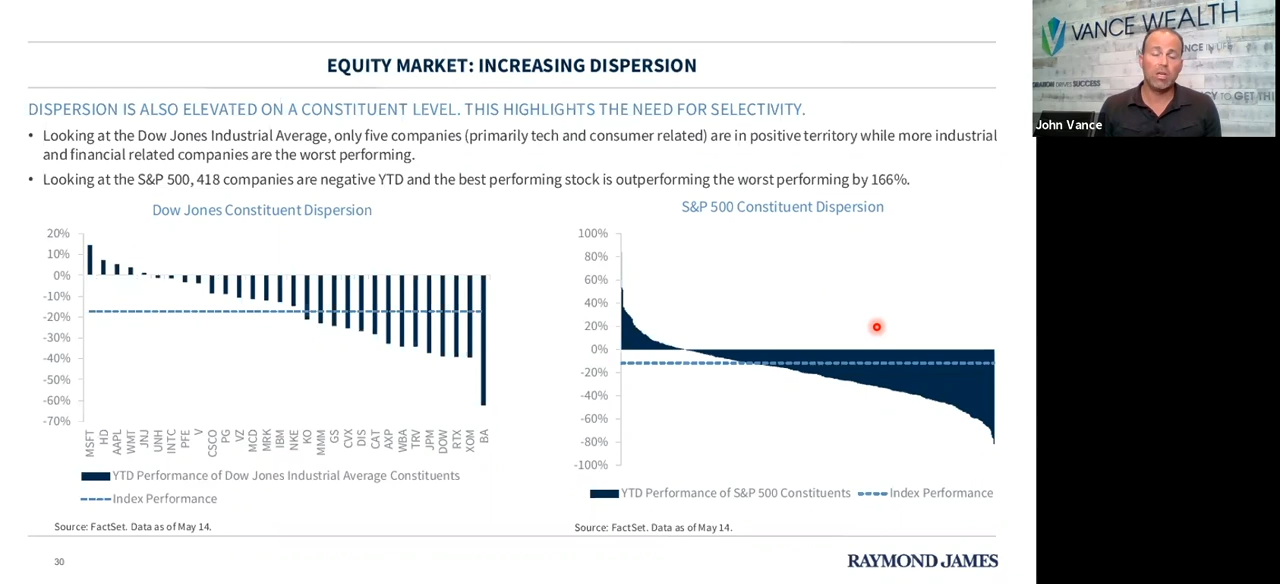 EQUITY MARKET: INCREASING DISPERSION
DISPERSION IS ALSO ELEVATED ON A CONSTITUENT LEVEL. THIS HIGHLIGHTS THE NEED FOR SELECTIVITY.
• Looking at the Dow Jones Industrial Average, only five companies (primarily tech and consumer related) are in positive territory while more industrial
and financial related companies are the worst performing.
• Looking at the S&P 500, 418 companies are negative YTD and the best performing stock is outperforming the worst performing by 166%.
Dow Jones Constituent Dispersion
20%
10%
0%
-10%
-20%
-30%
-40%
-50%
-60%
-70%
MSFT HD AAPL WMT JNJ UNH INTC PFE V CSCO PG VZ MCD MRK IBM NKE KO MMM GS CVX DIS CAT AXP WBA TRV JPM DOW RTX XOM BA
YTD Performance of Dow Jones Industrial Average Constituents
Index Performance
Source: FactSet. Data as of May 14.
S&P 500 Constituent Dispersion
100%
80%
60%
40%
20%
0%
-20%
-40%
-60%
-80%
-100%
YTD Performance of S&P 500 Constituents Index Performance
Source: FactSet. Data as of May 14.
30
RAYMOND JAMES
VANCE WEALTH
IN LIFE
SUCCESS
TO GET
John Vance